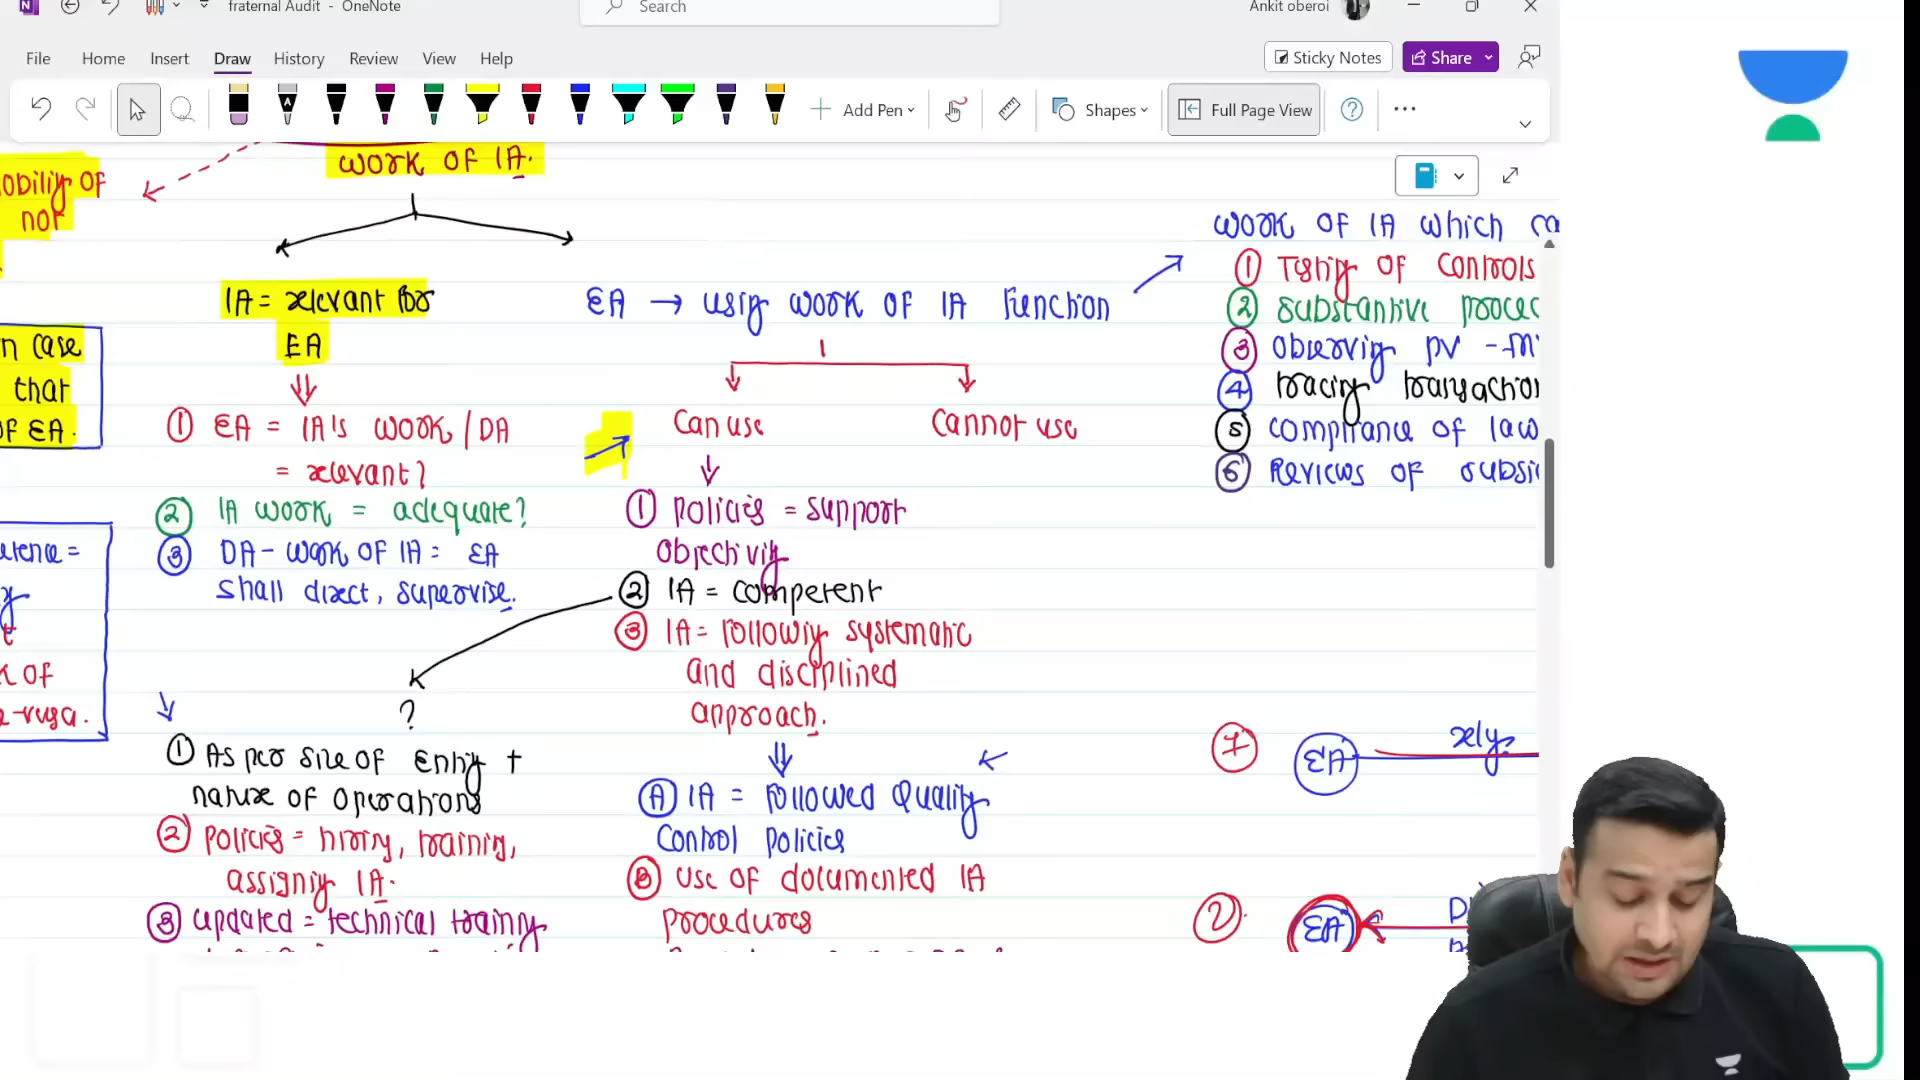 fraternal Audit - OneNote
Search
Ankit oberoi
File Home Insert Draw History Review View Help
Sticky Notes Share
Add Pen Shapes Full Page View
work of IA.
nor
IA = relevant for
EA
EA → using work of IA function
work of IA which
① Testing of controls
② substantive
③ observing
④ tracing
⑤ compliance of law
⑥ Reviews of
n case
that
of EA.
① EA = IA's work / DA
= relevant?
② IA work = adequate?
③ DA - work of IA = EA
shall direct, supervise.
Can use
Cannot use
① Policies = support
objectivity
② IA = competent
③ IA = following systematic
and disciplined
approach.
k of
?
① As per size of entity +
nature of operations
② Policies = hiring, training,
assigning IA.
③ updated = technical training
Ⓐ IA = followed Quality
control policies
Ⓑ use of documented IA
procedures
EA
rely
②
EA